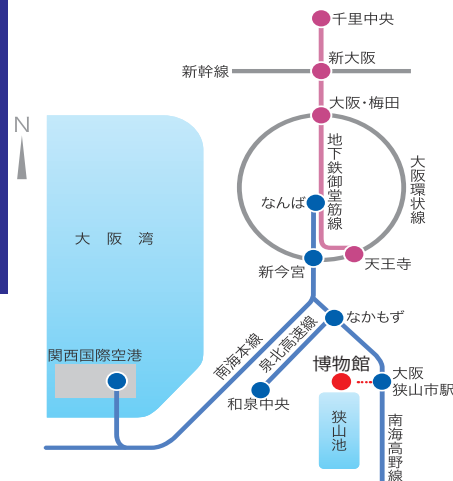 千里中央
新大阪
新幹線
大阪・梅田
地下鉄御堂筋線
大阪環状線
N
なんば
大阪湾
天王寺
新今宮
なかもず
南海本線
泉北高速線
関西国際空港
博物館
大阪
狭山市駅
和泉中央
狭山池
南海高野線